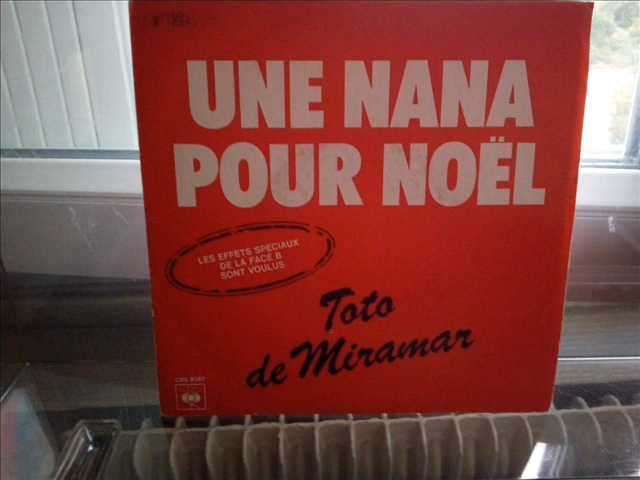 UNE NANA
POUR NOËL
LES EFFETS SPECIAUX
DE LA FACE B
SONT VOULUS
Toto
de Miramar